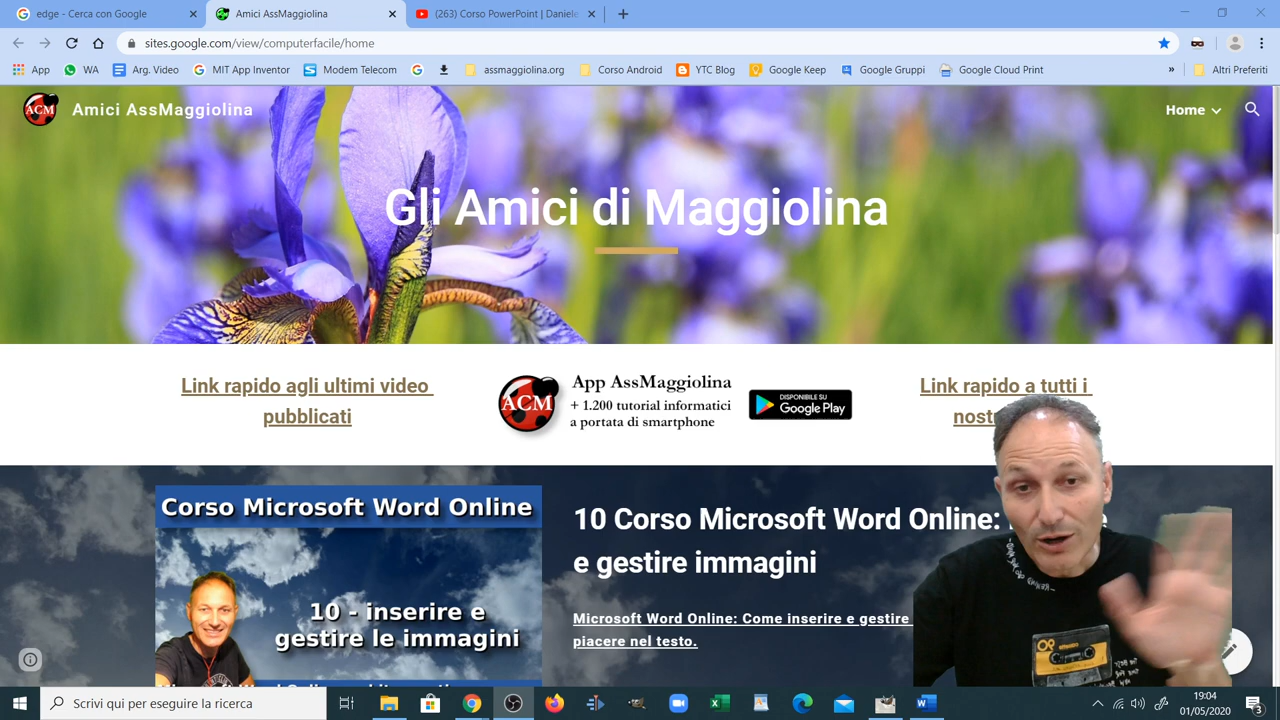 edge - Cerca con Google
Amici AssMaggiolina
(263) Corso PowerPoint | Daniele
sites.google.com/view/computerfacile/home
App
WA
Arg. Video
MIT App Inventor
Modem Telecom
assmaggiolina.org
Corso Android
YTC Blog
Google Keep
Google Gruppi
Google Cloud Print
»
Altri Preferiti
ACM
Amici AssMaggiolina
Home
Gli Amici di Maggiolina
Link rapido agli ultimi video
pubblicati
ACM
App AssMaggiolina
+ 1.200 tutorial informatici
a portata di smartphone
DISPONIBILE SU
Google Play
Link rapido a tutti i
Corso Microsoft Word Online
10 - inserire e
gestire le immagini
10 Corso Microsoft Word Online:
e gestire immagini
Microsoft Word Online: Come inserire e gestire
piacere nel testo.
Scrivi qui per eseguire la ricerca
19:04
01/05/2020
3